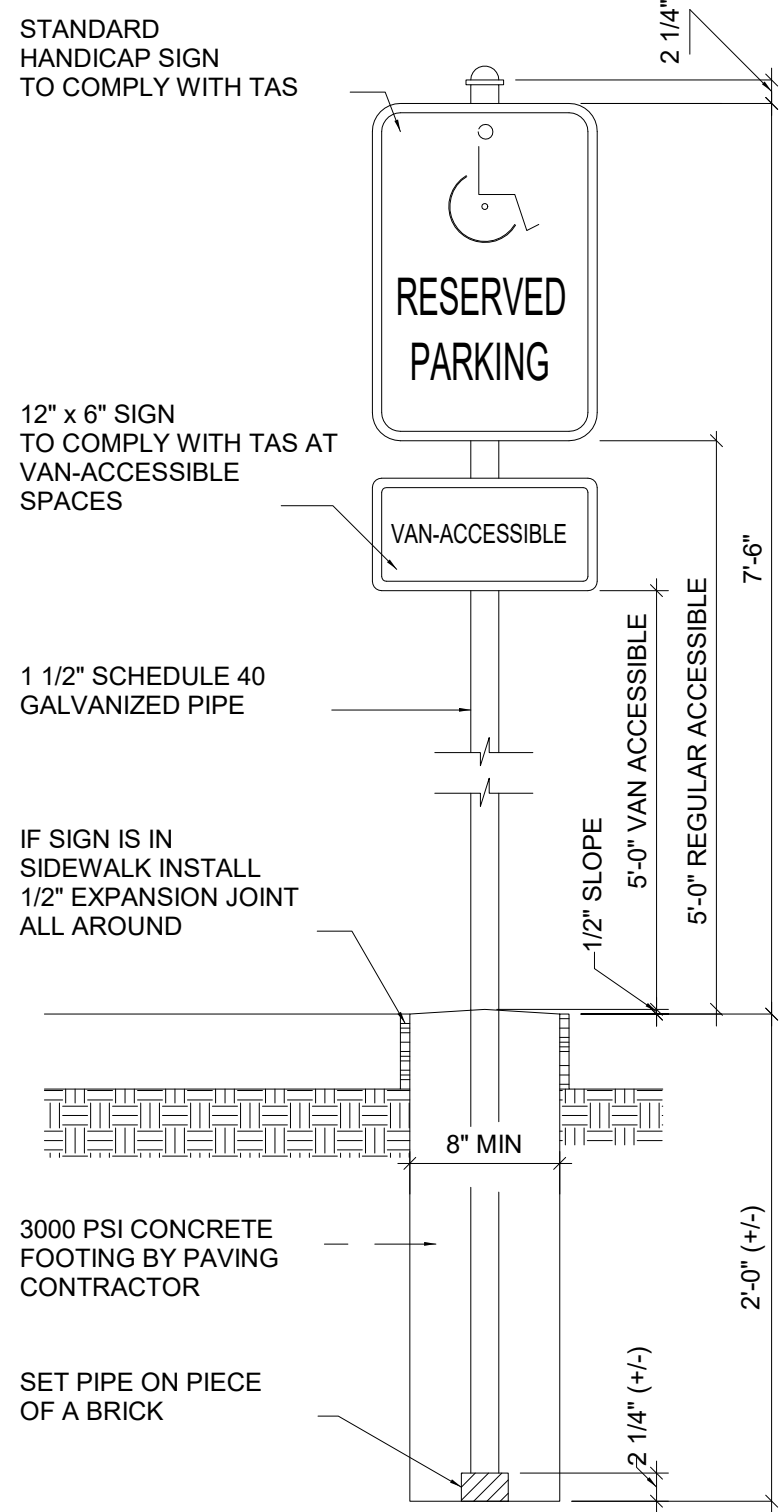 STANDARD
HANDICAP SIGN
TO COMPLY WITH TAS
2 1/4"
RESERVED
PARKING
12" x 6" SIGN
TO COMPLY WITH TAS AT
VAN-ACCESSIBLE
SPACES
VAN-ACCESSIBLE
7'-6"
5'-0" REGULAR ACCESSIBLE
5'-0" VAN ACCESSIBLE
1/2" SLOPE
1 1/2" SCHEDULE 40
GALVANIZED PIPE
IF SIGN IS IN
SIDEWALK INSTALL
1/2" EXPANSION JOINT
ALL AROUND
8" MIN
3000 PSI CONCRETE
FOOTING BY PAVING
CONTRACTOR
2'-0" (+/-)
SET PIPE ON PIECE
OF A BRICK
2 1/4" (+/-)